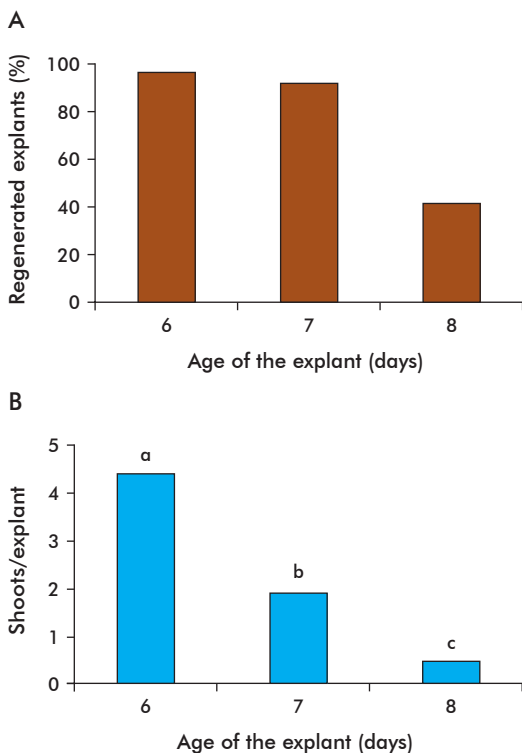 A
Regenerated explants (%)
100
80
60
40
20
0
6 7 8
Age of the explant (days)
B
Shoots/explant
5
4
3
2
1
0
a
b
c
6 7 8
Age of the explant (days)